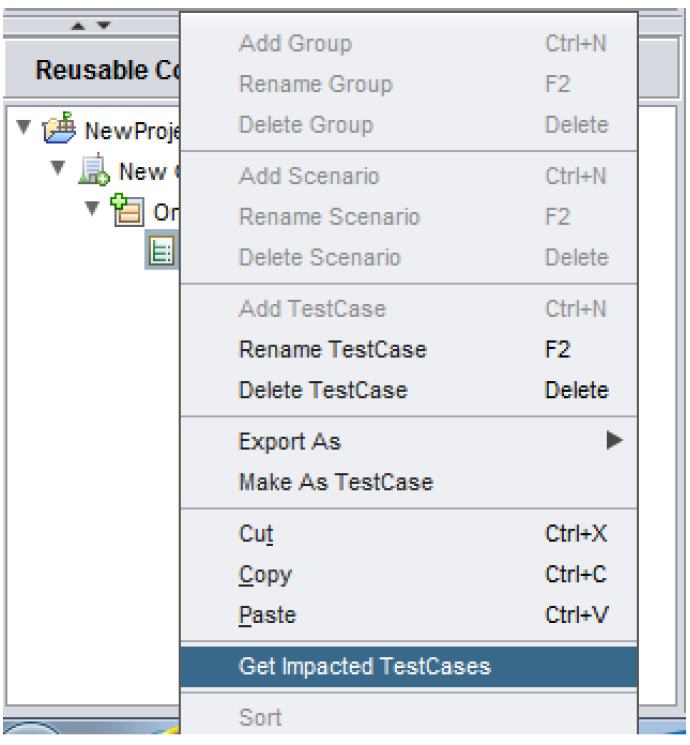 Reusable Co
NewProje
New
Or
Add Group Ctrl+N
Rename Group F2
Delete Group Delete
Add Scenario Ctrl+N
Rename Scenario F2
Delete Scenario Delete
Add TestCase Ctrl+N
Rename TestCase F2
Delete TestCase Delete
Export As
Make As TestCase
Cut Ctrl+X
Copy Ctrl+C
Paste Ctrl+V
Get Impacted TestCases
Sort